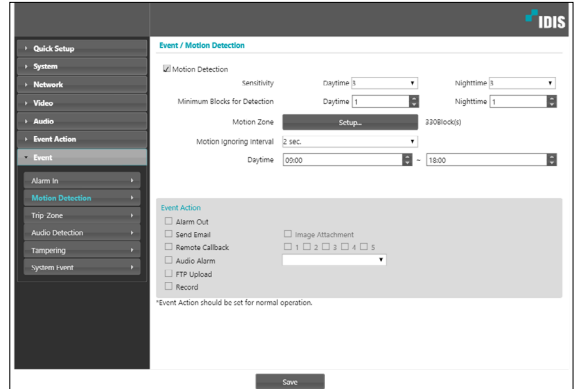 IDIS
Quick Setup
System
Network
Video
Audio
Event Action
Event
Alarm In
Motion Detection
Trip Zone
Audio Detection
Tampering
System Event
Event / Motion Detection
Motion Detection
Sensitivity Daytime 3 Nighttime 3
Minimum Blocks for Detection Daytime 1 Nighttime 1
Motion Zone Setup... 330Block(s)
Motion Ignoring Interval 2 sec.
Daytime 09:00 ~ 18:00
Event Action
Alarm Out
Send Email Image Attachment
Remote Callback 1 2 3 4 5
Audio Alarm
FTP Upload
Record
*Event Action should be set for normal operation.
Save